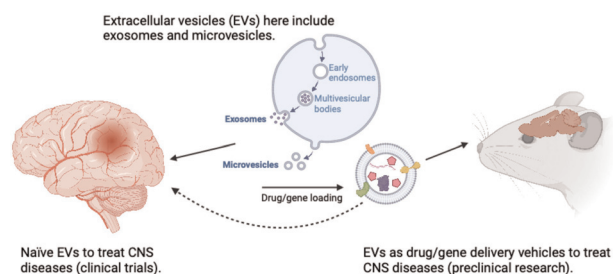 Extracellular vesicles (EVs) here include
exosomes and microvesicles.
Early
endosomes
Multivesicular
bodies
Exosomes
Microvesicles
Drug/gene loading
Naïve EVs to treat CNS
diseases (clinical trials).
EVs as drug/gene delivery vehicles to treat
CNS diseases (preclinical research).